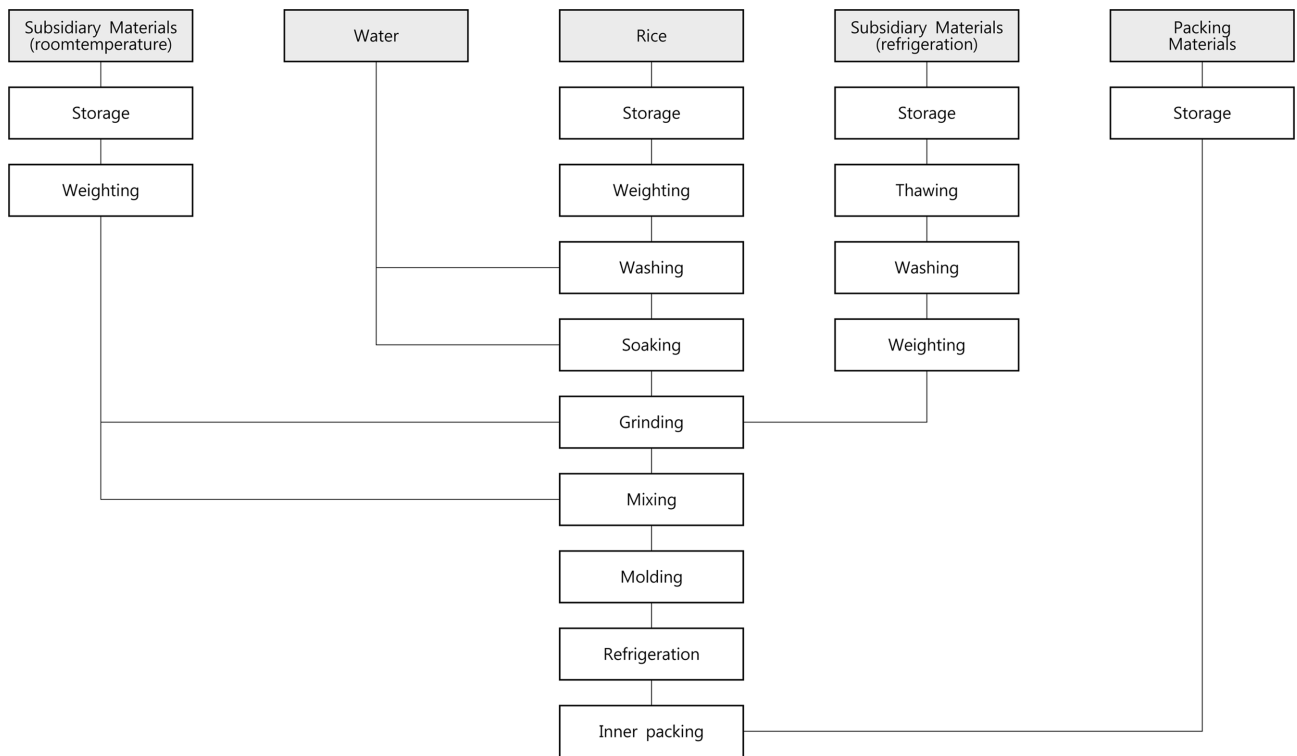 Subsidiary Materials
(roomtemperature)
Water
Rice
Subsidiary Materials
(refrigeration)
Packing
Materials
Storage
Storage
Storage
Storage
Weighting
Weighting
Thawing
Washing
Washing
Soaking
Weighting
Grinding
Mixing
Molding
Refrigeration
Inner packing